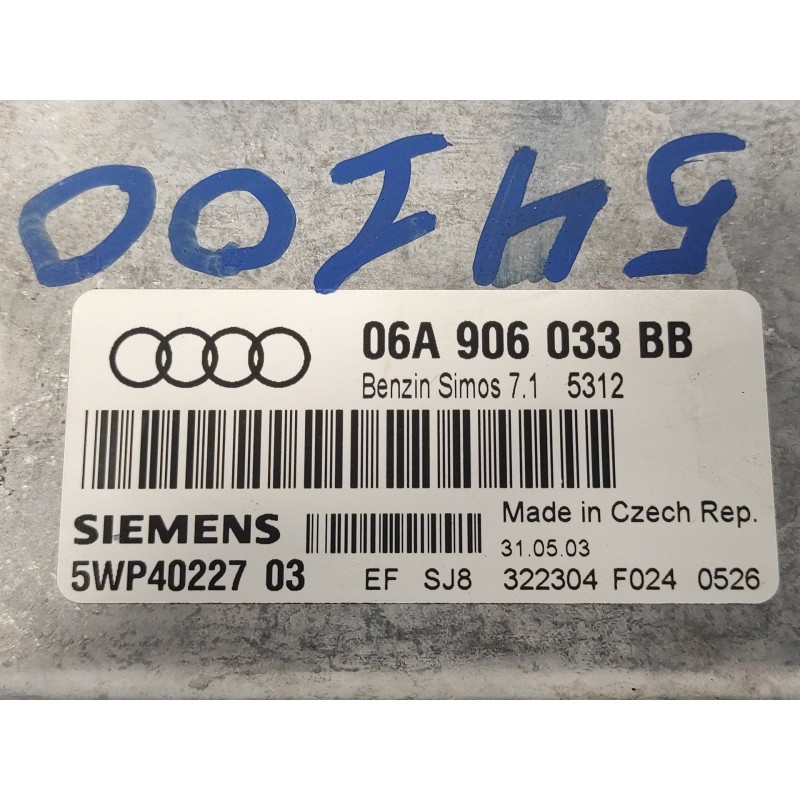 54100
06A 906 033 BB
Benzin Simos 7.1 5312
SIEMENS Made in Czech Rep.
31.05.03
5WP40227 03 EF SJ8 322304 F024 0526